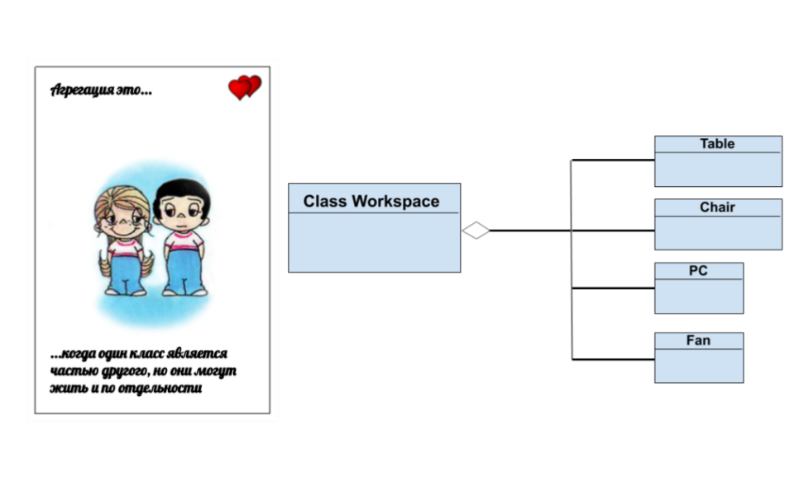 Агрегация это...
...когда один класс является
частью другого, но они могут
жить и по отдельности
Class Workspace
Table
Chair
PC
Fan